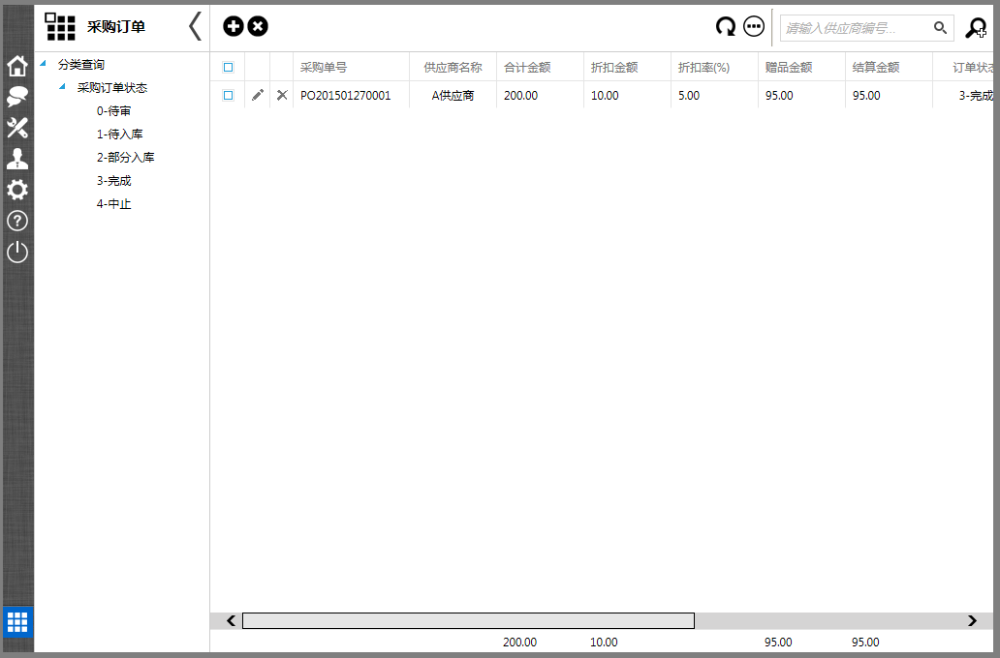 采购订单
请输入供应商编号...
分类查询
采购订单状态
0-待审
1-待入库
2-部分入库
3-完成
4-中止
采购单号 供应商名称 合计金额 折扣金额 折扣率(%) 赠品金额 结算金额 订单状态
PO201501270001 A供应商 200.00 10.00 5.00 95.00 95.00 3-完成
200.00 10.00 95.00 95.00